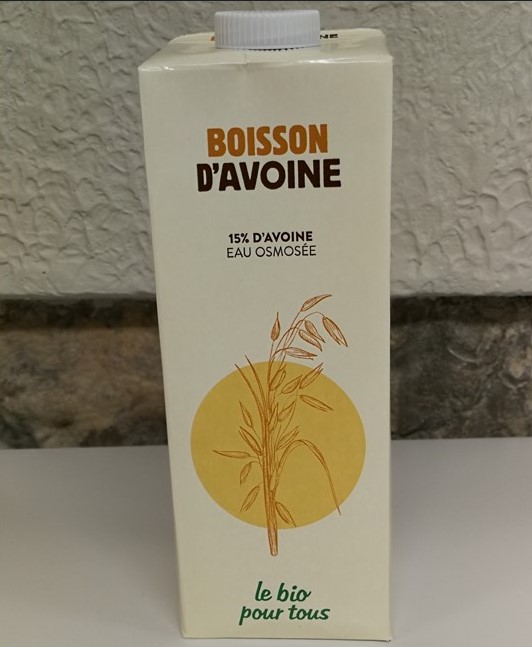 BOISSON
D'AVOINE
15% D'AVOINE
EAU OSMOSÉE
le bio
pour tous